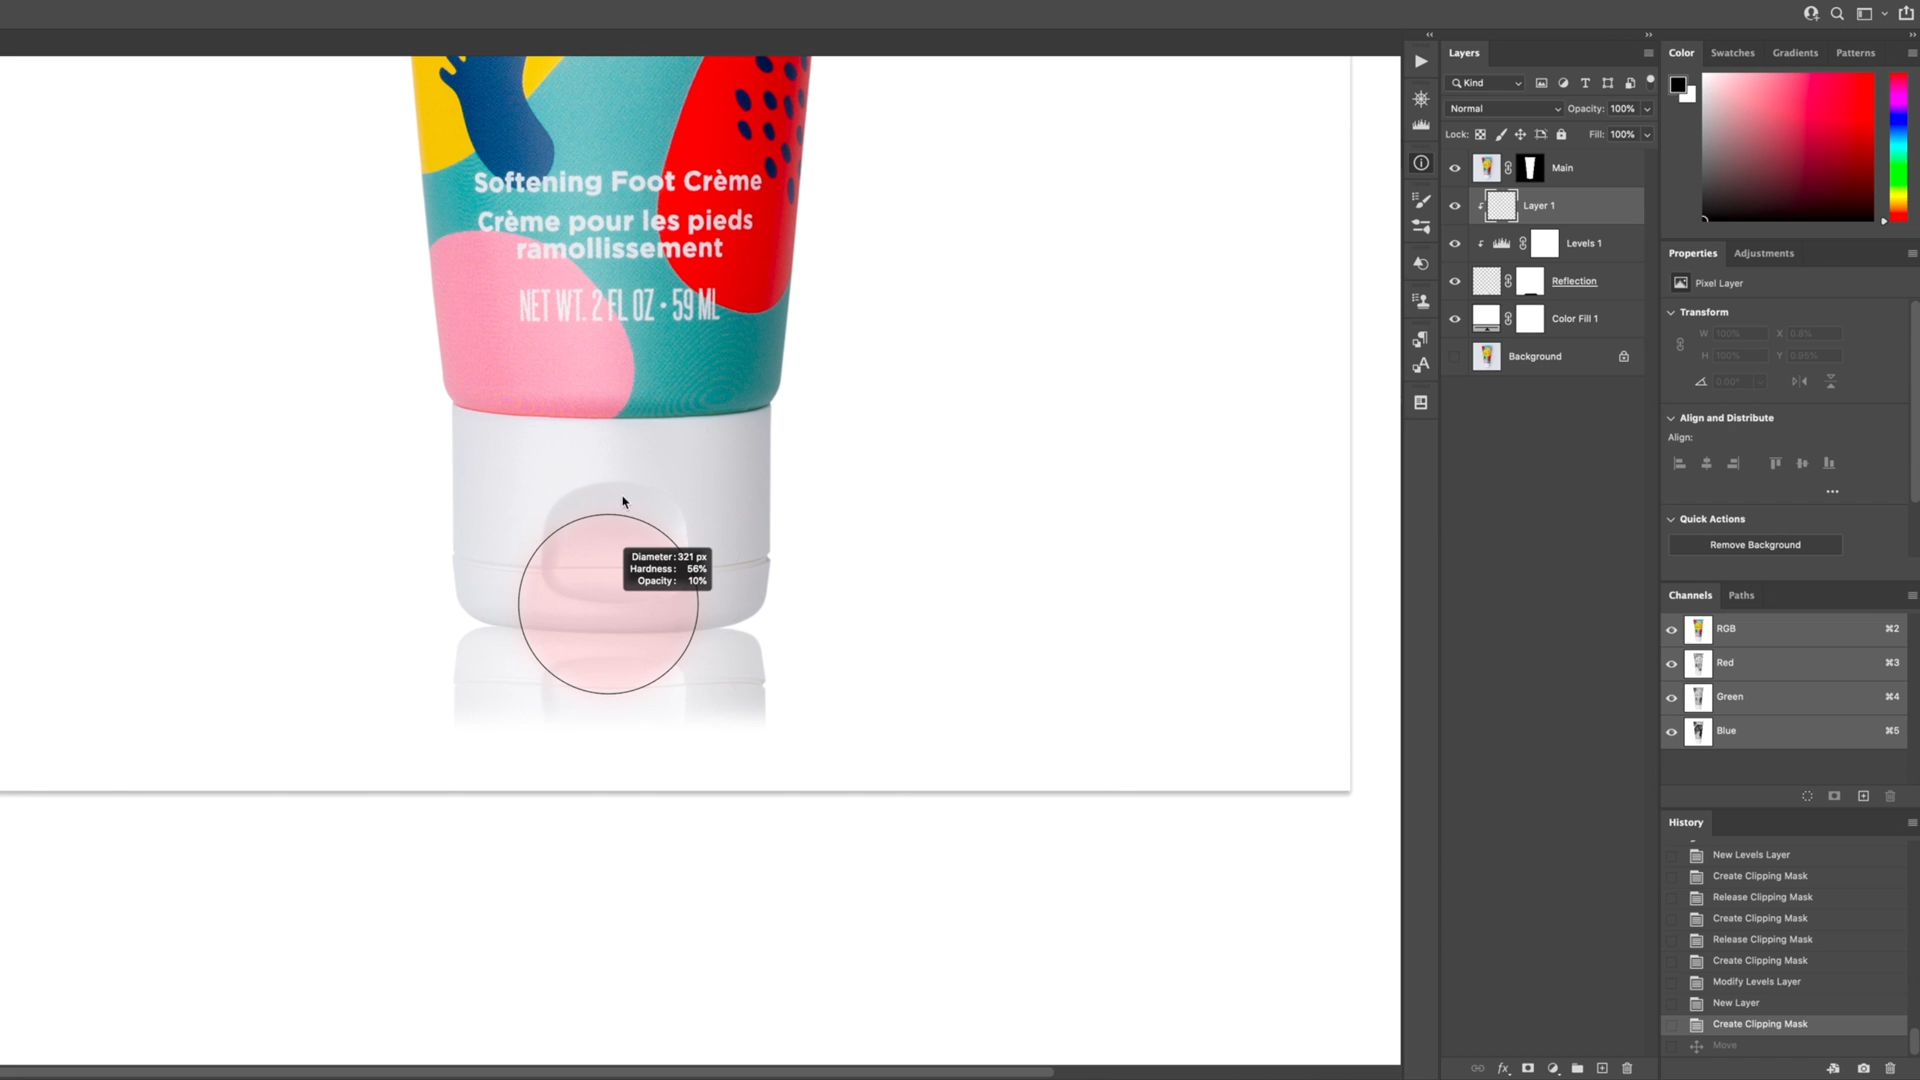 Softening Foot Crème
Crème pour les pieds
ramollissement
NET WT. 2 FL OZ • 59 ML
Diameter: 321 px
Hardness: 56%
Opacity: 10%
Layers
Kind
Normal
Opacity: 100%
Lock:
Fill: 100%
Main
Layer 1
Levels 1
Reflection
Color Fill 1
Background
Color Swatches Gradients Patterns
Properties Adjustments
Pixel Layer
Transform
W 100% X 0.8%
H 100% Y 0.95%
0.00°
Align and Distribute
Align:
Quick Actions
Remove Background
Channels Paths
RGB ⌘2
Red ⌘3
Green ⌘4
Blue ⌘5
History
New Levels Layer
Create Clipping Mask
Release Clipping Mask
Create Clipping Mask
Release Clipping Mask
Create Clipping Mask
Modify Levels Layer
New Layer
Create Clipping Mask
Move
fx